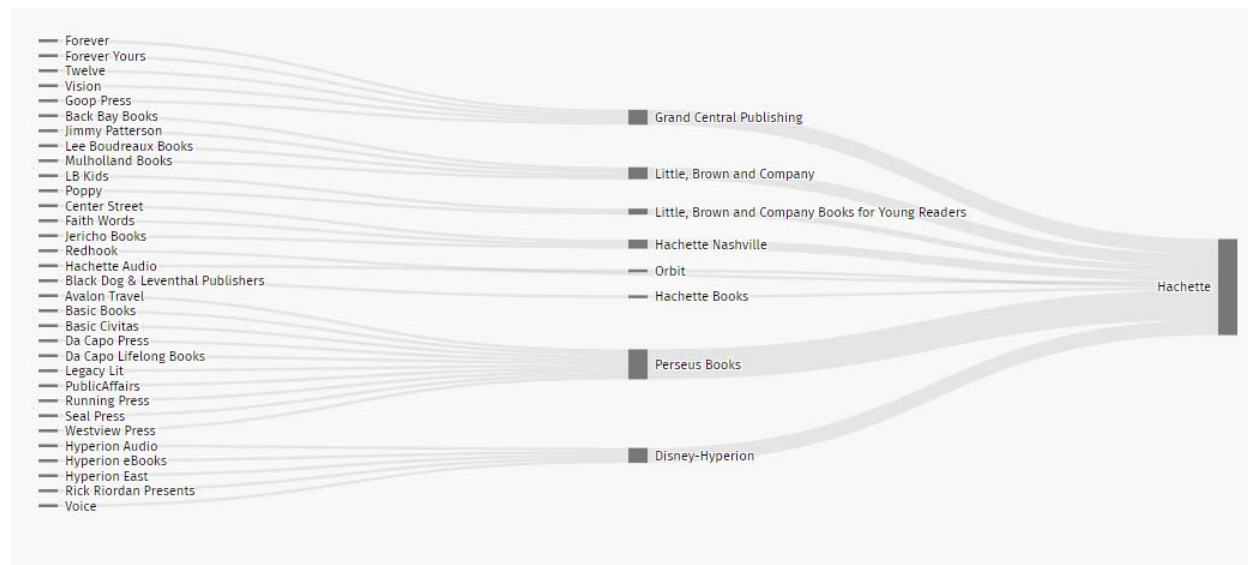 Forever
Forever Yours
Twelve
Vision
Goop Press
Back Bay Books
Jimmy Patterson
Lee Boudreaux Books
Mulholland Books
LB Kids
Poppy
Center Street
Faith Words
Jericho Books
Redhook
Hachette Audio
Black Dog & Leventhal Publishers
Avalon Travel
Basic Books
Basic Civitas
Da Capo Press
Da Capo Lifelong Books
Legacy Lit
PublicAffairs
Running Press
Seal Press
Westview Press
Hyperion Audio
Hyperion eBooks
Hyperion East
Rick Riordan Presents
Voice
Grand Central Publishing
Little, Brown and Company
Little, Brown and Company Books for Young Readers
Hachette Nashville
Orbit
Hachette Books
Perseus Books
Disney-Hyperion
Hachette